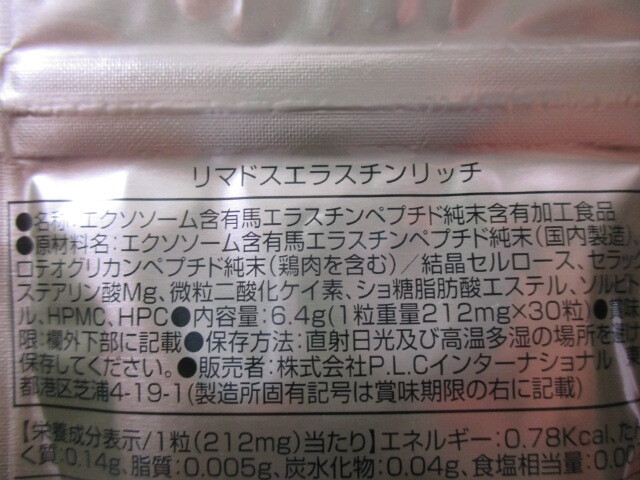 リマドスエラスチンリッチ
●名称:エクソソーム含有馬エラスチンペプチド純末含有加工食品
●原材料名:エクソソーム含有馬エラスチンペプチド純末(国内製造)、
ロテオグリカンペプチド純末(鶏肉を含む)/結晶セルロース、セラック
ステアリン酸Mg、微粒二酸化ケイ素、ショ糖脂肪酸エステル、ソルビト
ル、HPMC、HPC●内容量:6.4g(1粒重量212mg×30粒)●賞味
限:欄外下部に記載●保存方法:直射日光及び高温多湿の場所を避け
保存してください。●販売者:株式会社P.L.Cインターナショナル
都港区芝浦4-19-1(製造所固有記号は賞味期限の右に記載)
【栄養成分表示/1粒(212mg)当たり】エネルギー:0.78Kcal、たん
く質:0.14g、脂質:0.005g、炭水化物:0.04g、食塩相当量:0.00